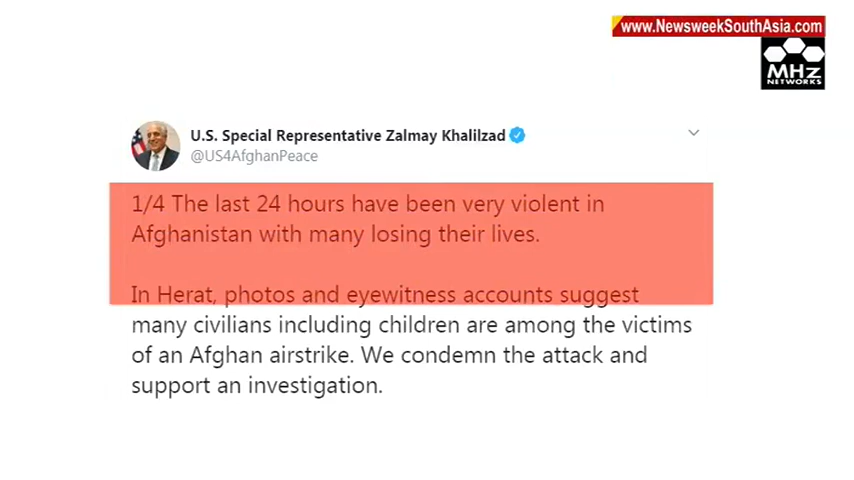 www.NewsweekSouthAsia.com
MHz
NETWORKS
U.S. Special Representative Zalmay Khalilzad
@US4AfghanPeace
1/4 The last 24 hours have been very violent in
Afghanistan with many losing their lives.
In Herat, photos and eyewitness accounts suggest
many civilians including children are among the victims
of an Afghan airstrike. We condemn the attack and
support an investigation.